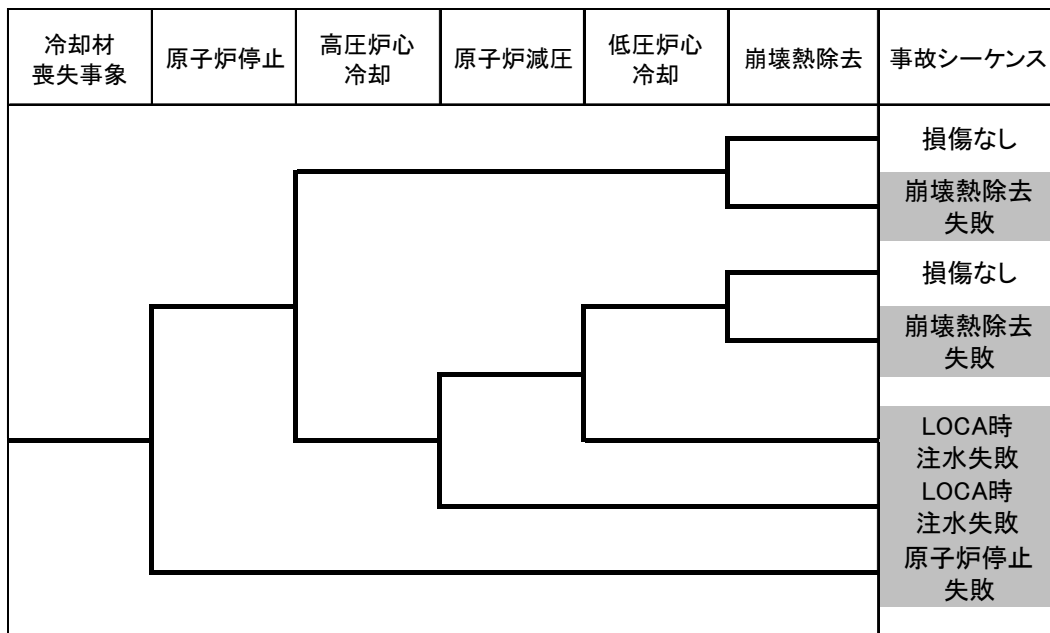 冷却材
喪失事象
原子炉停止
高圧炉心
冷却
原子炉減圧
低圧炉心
冷却
崩壊熱除去
事故シーケンス
損傷なし
崩壊熱除去
失敗
損傷なし
崩壊熱除去
失敗
LOCA時
注水失敗
LOCA時
注水失敗
原子炉停止
失敗